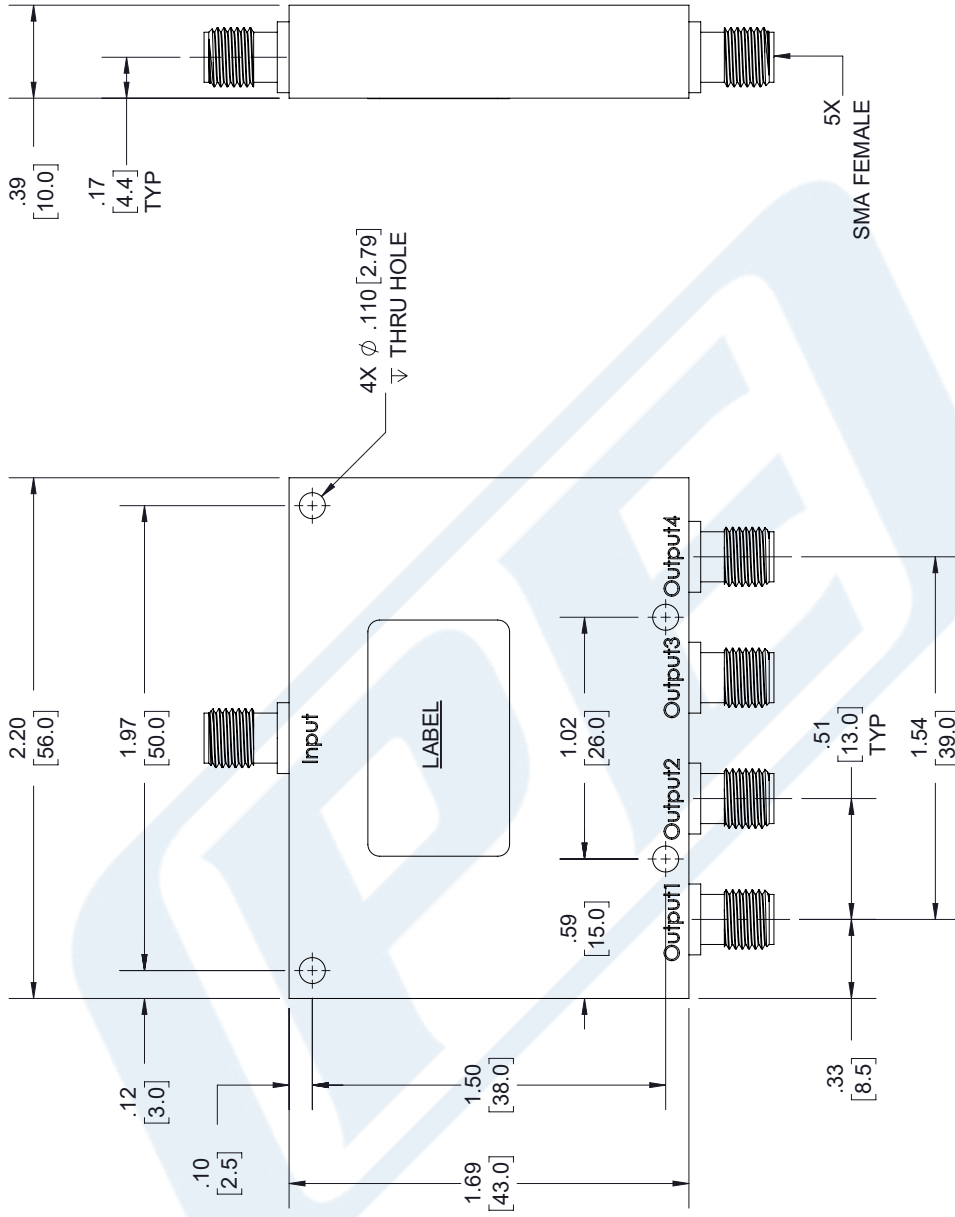 .39
[10.0]
.17
[4.4]
TYP
5X
SMA FEMALE
4X Ø .110 [2.79]
↧ THRU HOLE
2.20
[56.0]
1.97
[50.0]
.12
[3.0]
.10
[2.5]
Input
LABEL
1.50
[38.0]
1.69
[43.0]
.59
[15.0]
1.02
[26.0]
Output1
Output2
Output3
Output4
.51
[13.0]
TYP
1.54
[39.0]
.33
[8.5]
PE